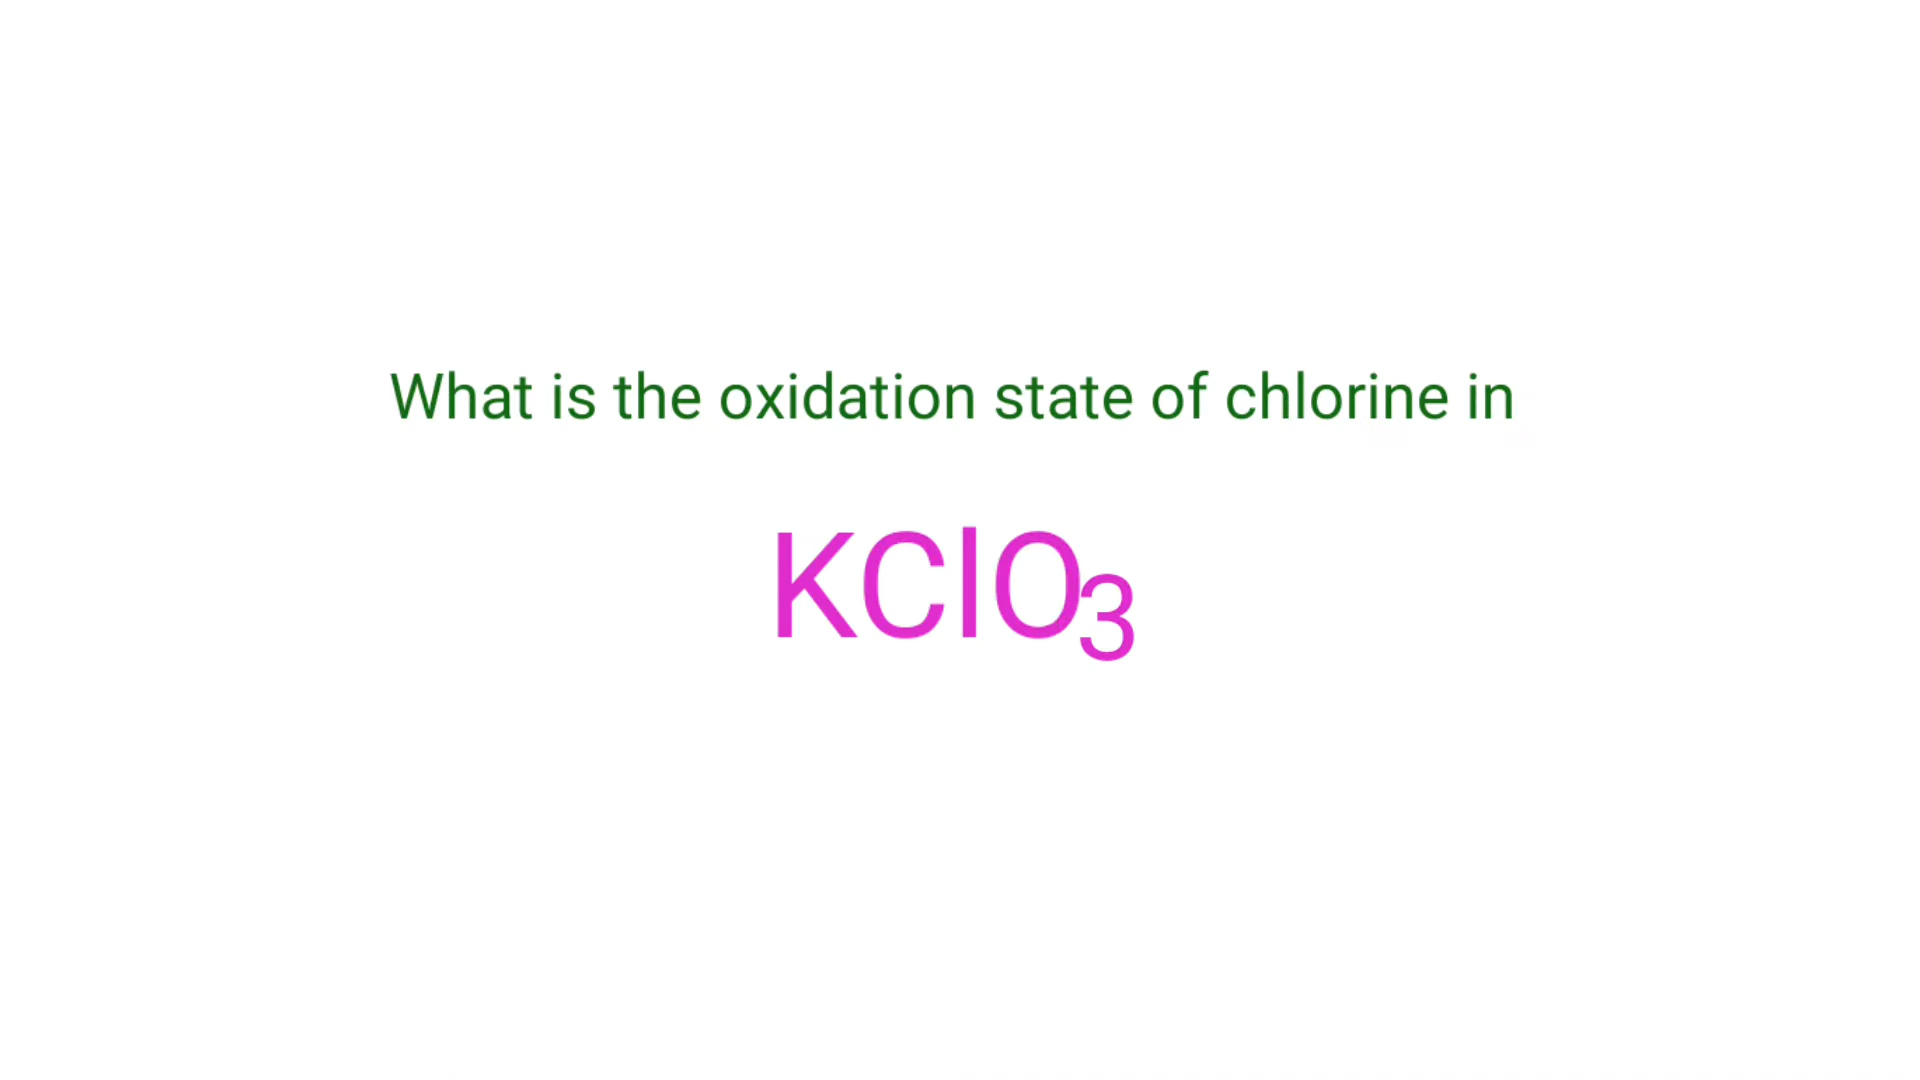 What is the oxidation state of chlorine in
KClO₃